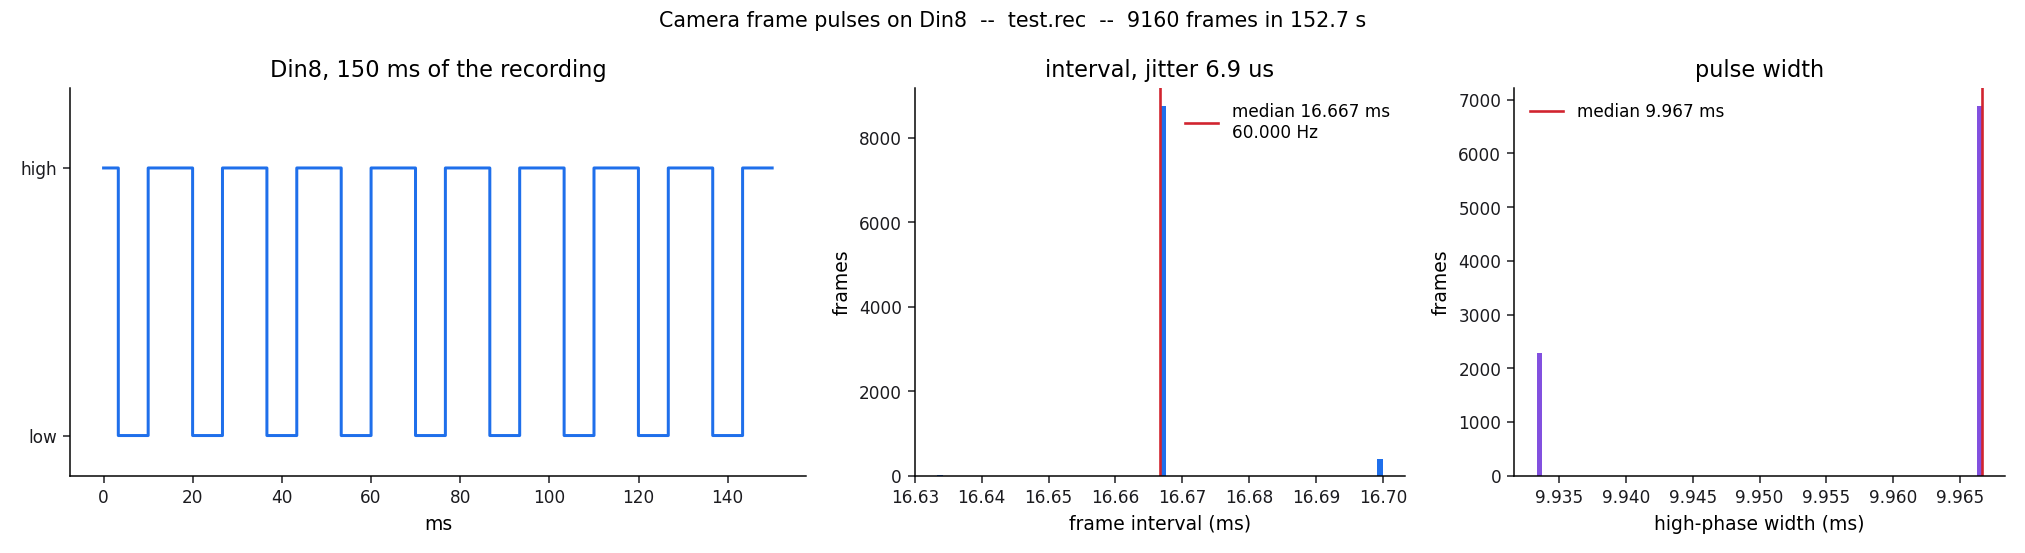 Camera frame pulses on Din8  --  test.rec  --  9160 frames in 152.7 s
Din8, 150 ms of the recording
high
low
0 20 40 60 80 100 120 140
ms
interval, jitter 6.9 us
median 16.667 ms
60.000 Hz
8000
6000
4000
2000
0
frames
16.63 16.64 16.65 16.66 16.67 16.68 16.69 16.70
frame interval (ms)
pulse width
median 9.967 ms
7000
6000
5000
4000
3000
2000
1000
0
frames
9.935 9.940 9.945 9.950 9.955 9.960 9.965
high-phase width (ms)